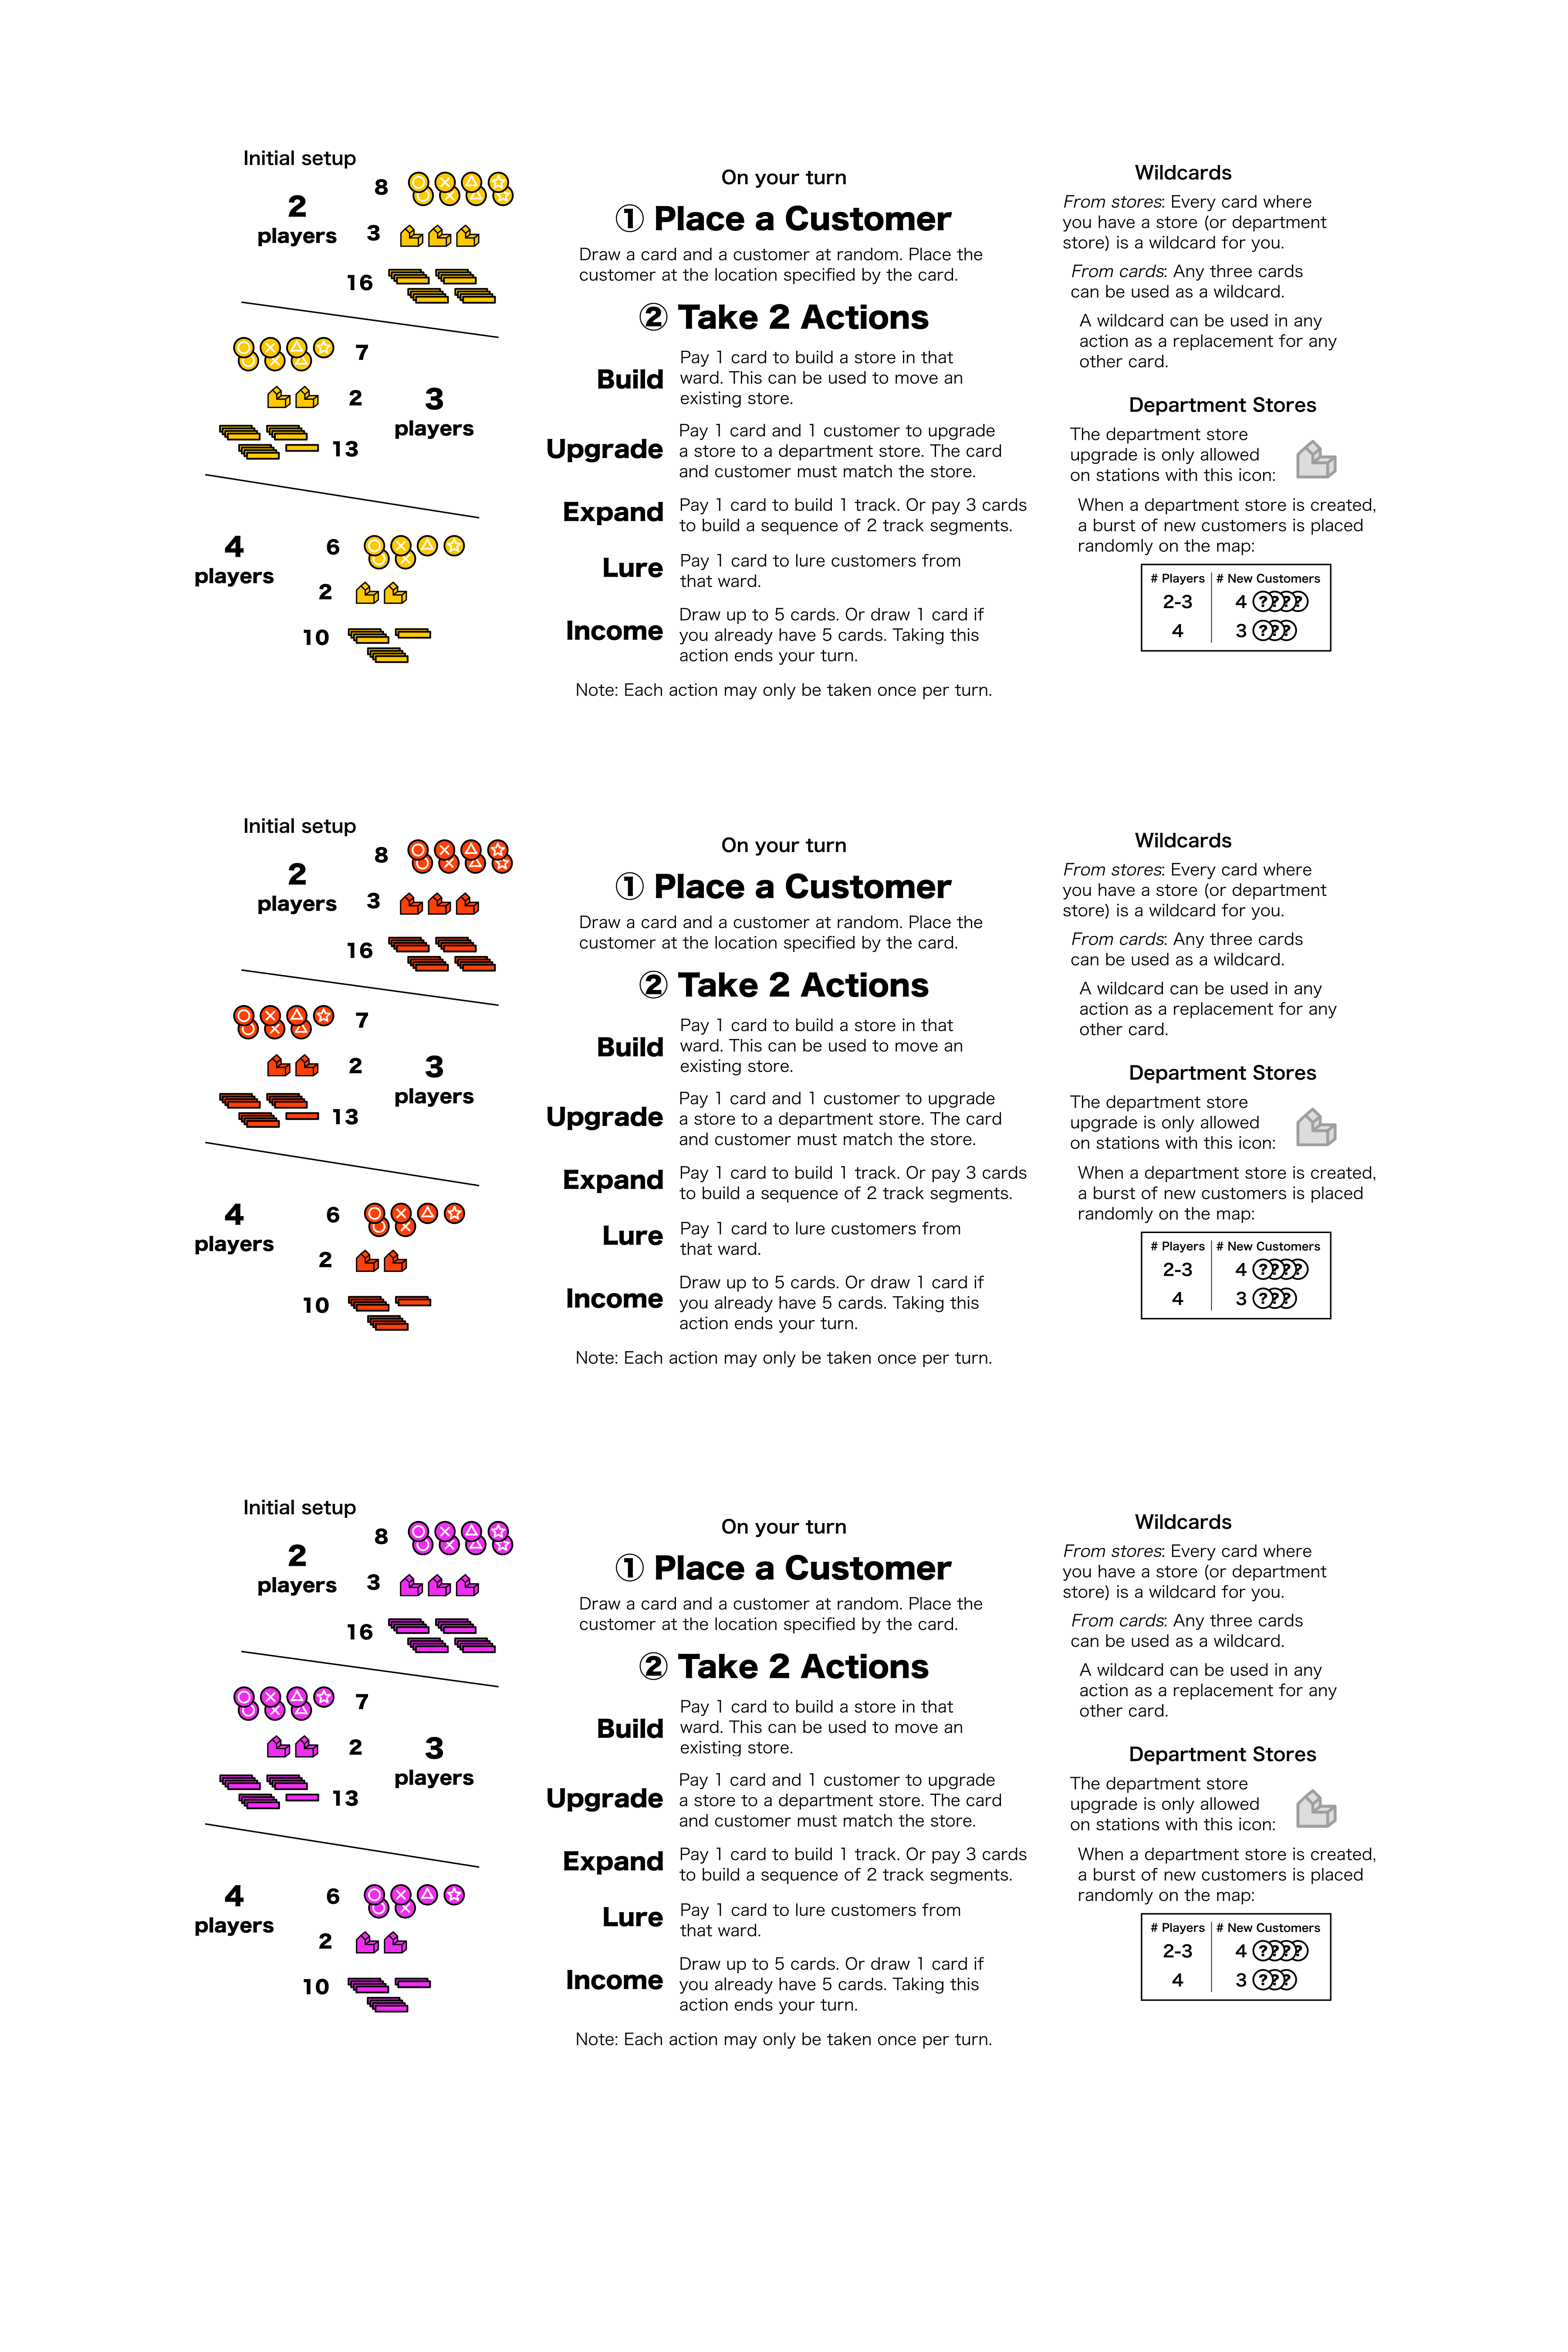 Initial setup
2
players
8
3
16
7
2
13
3
players
4
players
6
2
10
On your turn
① Place a Customer
Draw a card and a customer at random. Place the
customer at the location specified by the card.
② Take 2 Actions
Build
Pay 1 card to build a store in that
ward. This can be used to move an
existing store.
Upgrade
Pay 1 card and 1 customer to upgrade
a store to a department store. The card
and customer must match the store.
Expand
Pay 1 card to build 1 track. Or pay 3 cards
to build a sequence of 2 track segments.
Lure
Pay 1 card to lure customers from
that ward.
Income
Draw up to 5 cards. Or draw 1 card if
you already have 5 cards. Taking this
action ends your turn.
Note: Each action may only be taken once per turn.
Wildcards
From stores: Every card where
you have a store (or department
store) is a wildcard for you.
From cards: Any three cards
can be used as a wildcard.
A wildcard can be used in any
action as a replacement for any
other card.
Department Stores
The department store
upgrade is only allowed
on stations with this icon:
When a department store is created,
a burst of new customers is placed
randomly on the map:
# Players # New Customers
2-3 4 ????
4 3 ???
Initial setup
2
players
8
3
16
7
2
13
3
players
4
players
6
2
10
On your turn
① Place a Customer
Draw a card and a customer at random. Place the
customer at the location specified by the card.
② Take 2 Actions
Build
Pay 1 card to build a store in that
ward. This can be used to move an
existing store.
Upgrade
Pay 1 card and 1 customer to upgrade
a store to a department store. The card
and customer must match the store.
Expand
Pay 1 card to build 1 track. Or pay 3 cards
to build a sequence of 2 track segments.
Lure
Pay 1 card to lure customers from
that ward.
Income
Draw up to 5 cards. Or draw 1 card if
you already have 5 cards. Taking this
action ends your turn.
Note: Each action may only be taken once per turn.
Wildcards
From stores: Every card where
you have a store (or department
store) is a wildcard for you.
From cards: Any three cards
can be used as a wildcard.
A wildcard can be used in any
action as a replacement for any
other card.
Department Stores
The department store
upgrade is only allowed
on stations with this icon:
When a department store is created,
a burst of new customers is placed
randomly on the map:
# Players # New Customers
2-3 4 ????
4 3 ???
Initial setup
2
players
8
3
16
7
2
13
3
players
4
players
6
2
10
On your turn
① Place a Customer
Draw a card and a customer at random. Place the
customer at the location specified by the card.
② Take 2 Actions
Build
Pay 1 card to build a store in that
ward. This can be used to move an
existing store.
Upgrade
Pay 1 card and 1 customer to upgrade
a store to a department store. The card
and customer must match the store.
Expand
Pay 1 card to build 1 track. Or pay 3 cards
to build a sequence of 2 track segments.
Lure
Pay 1 card to lure customers from
that ward.
Income
Draw up to 5 cards. Or draw 1 card if
you already have 5 cards. Taking this
action ends your turn.
Note: Each action may only be taken once per turn.
Wildcards
From stores: Every card where
you have a store (or department
store) is a wildcard for you.
From cards: Any three cards
can be used as a wildcard.
A wildcard can be used in any
action as a replacement for any
other card.
Department Stores
The department store
upgrade is only allowed
on stations with this icon:
When a department store is created,
a burst of new customers is placed
randomly on the map:
# Players # New Customers
2-3 4 ????
4 3 ???